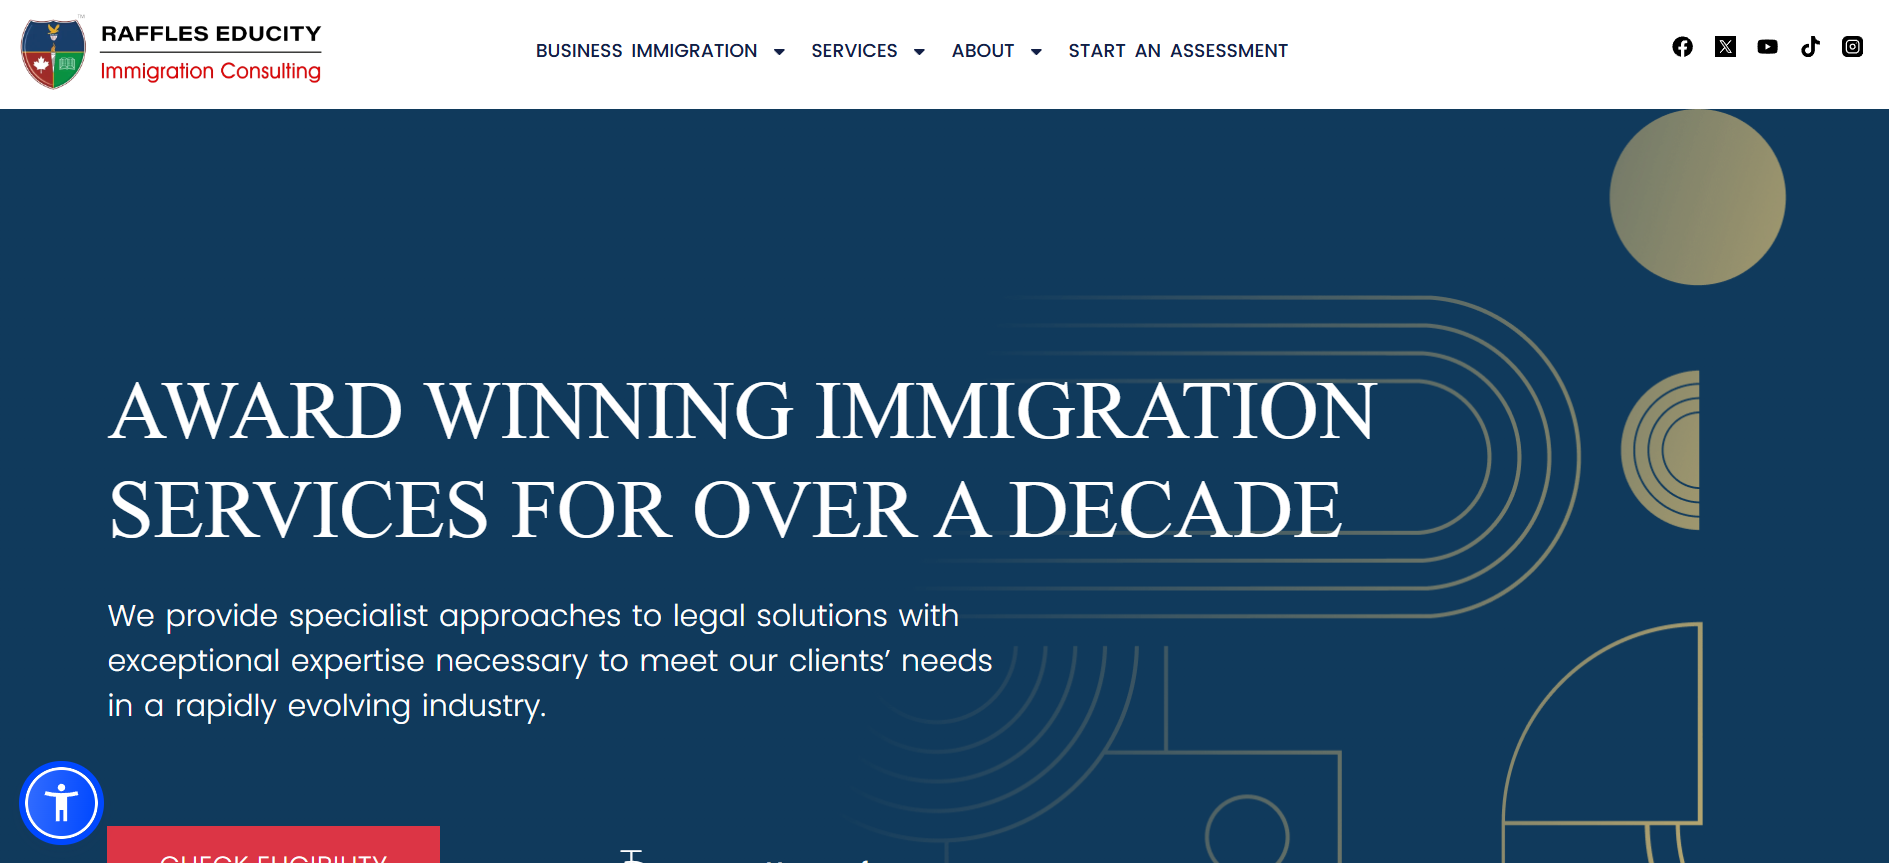 RAFFLES EDUCITY
Immigration Consulting
BUSINESS IMMIGRATION
SERVICES
ABOUT
START AN ASSESSMENT
AWARD WINNING IMMIGRATION
SERVICES FOR OVER A DECADE
We provide specialist approaches to legal solutions with
exceptional expertise necessary to meet our clients’ needs
in a rapidly evolving industry.
CHECK ELIGIBILITY